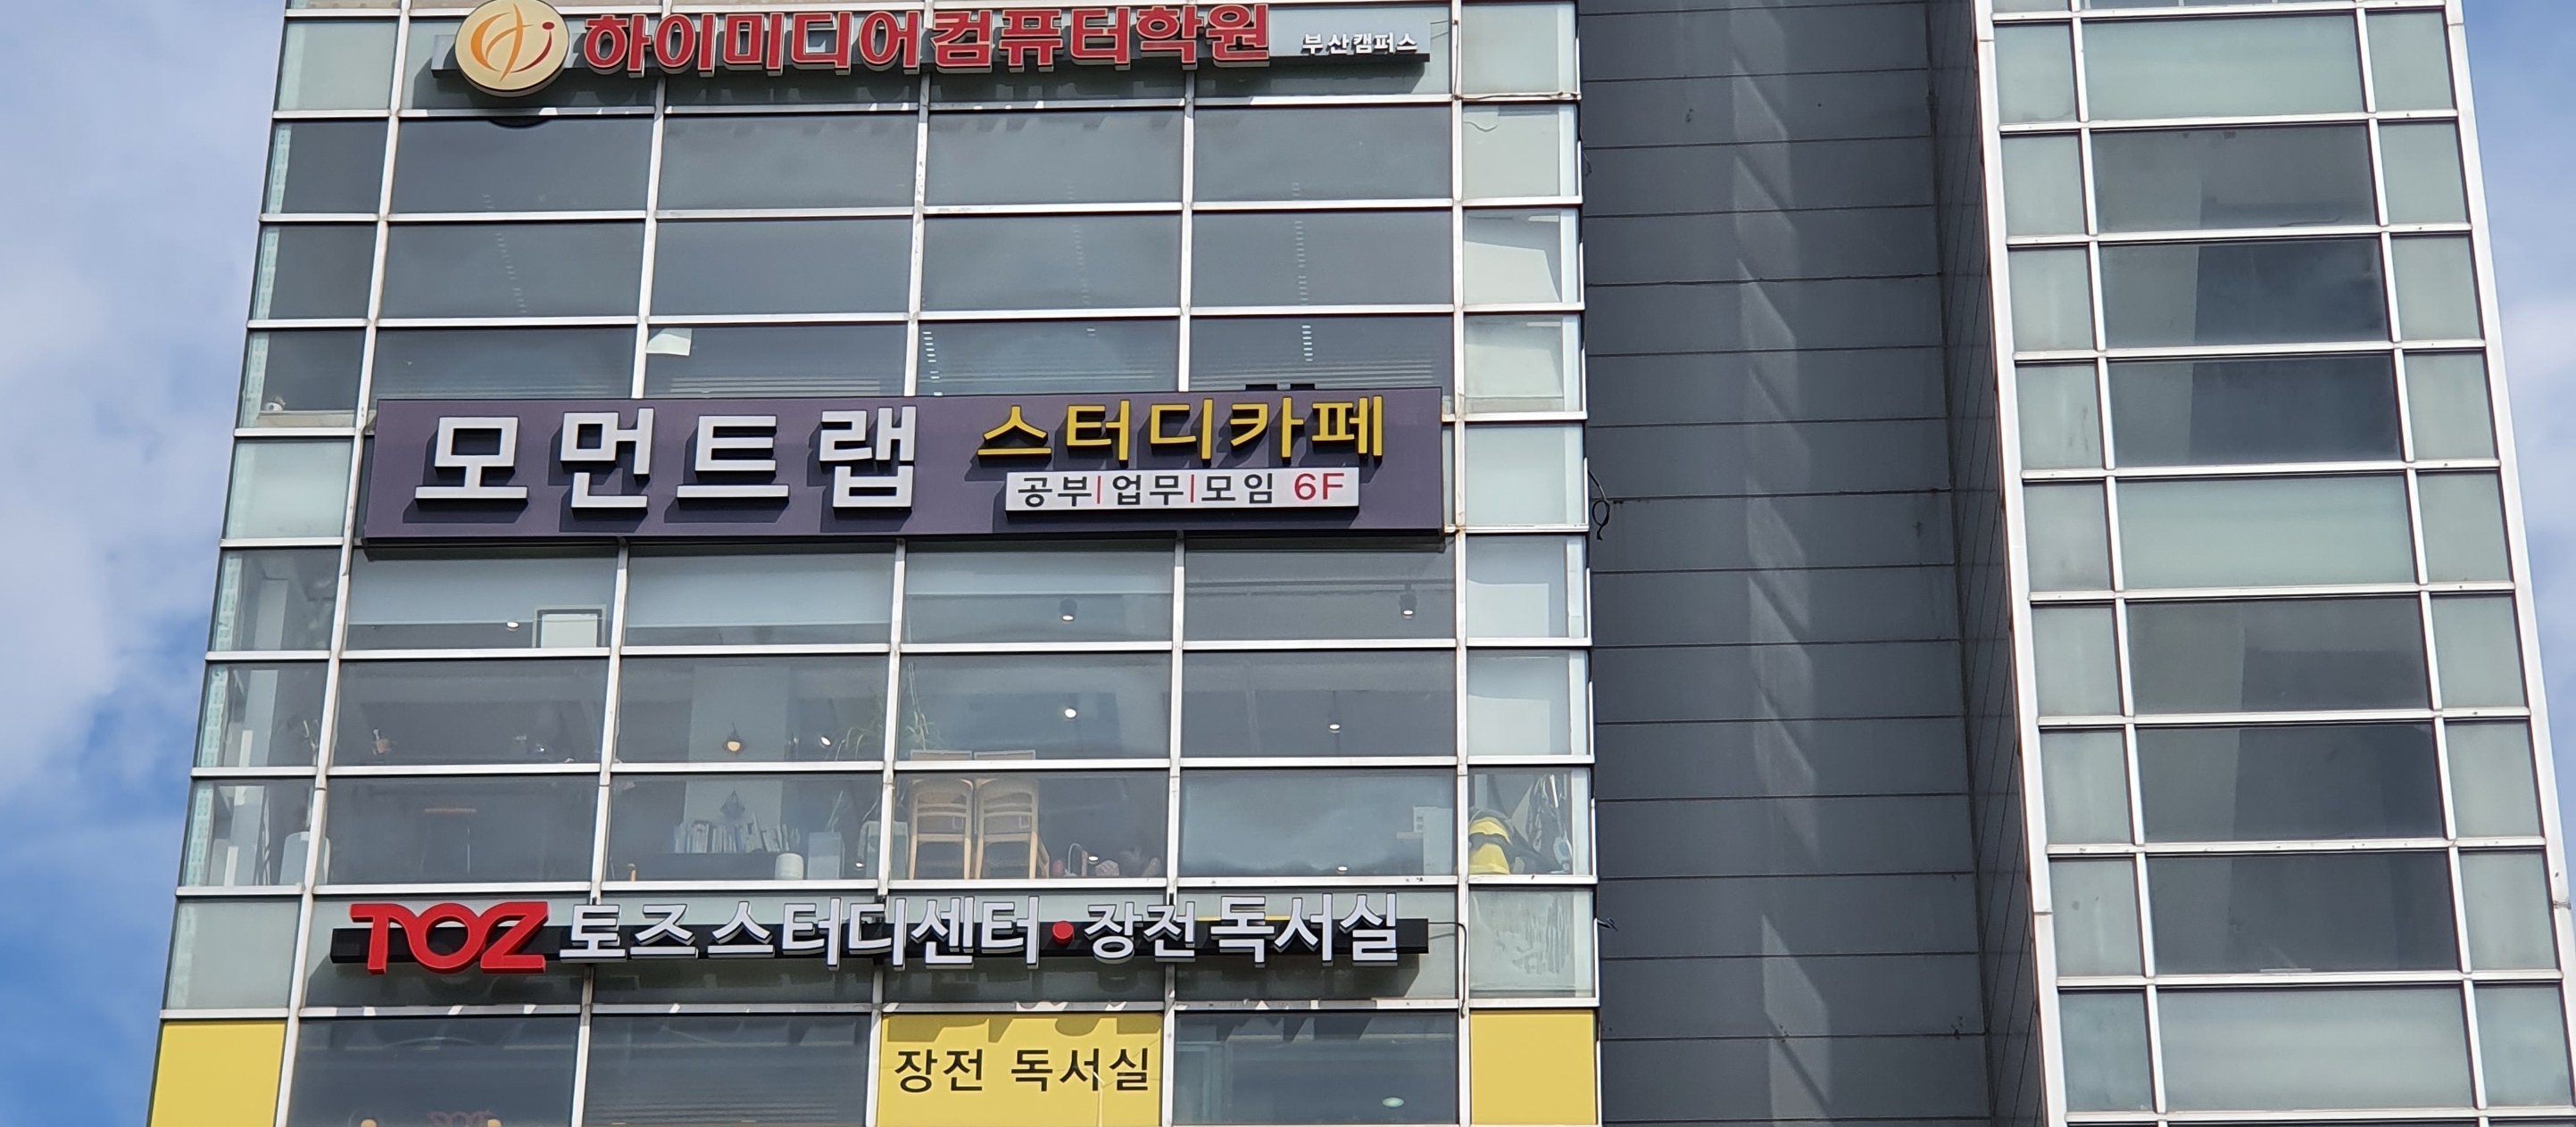 하이미디어컴퓨터학원 부산캠퍼스
모먼트랩 스터디카페
공부|업무|모임 6F
TOZ 토즈 스터디센터·장전 독서실
장전 독서실